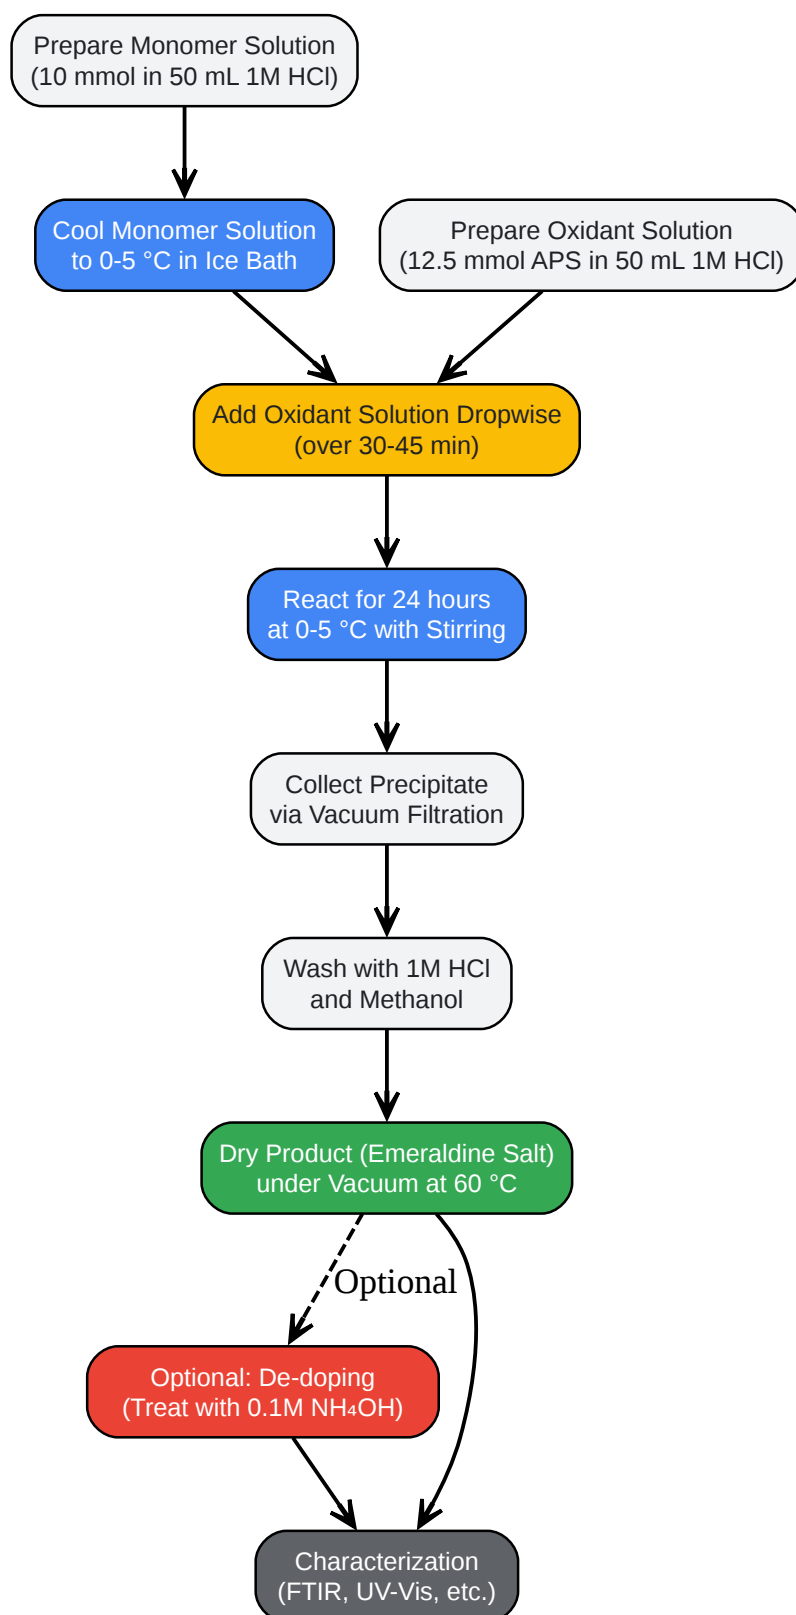 Prepare Monomer Solution
(10 mmol in 50 mL 1M HCl)
Cool Monomer Solution
to 0-5 °C in Ice Bath
Prepare Oxidant Solution
(12.5 mmol APS in 50 mL 1M HCl)
Add Oxidant Solution Dropwise
(over 30-45 min)
React for 24 hours
at 0-5 °C with Stirring
Collect Precipitate
via Vacuum Filtration
Wash with 1M HCl
and Methanol
Dry Product (Emeraldine Salt)
under Vacuum at 60 °C
Optional
Optional: De-doping
(Treat with 0.1M NH₄OH)
Characterization
(FTIR, UV-Vis, etc.)